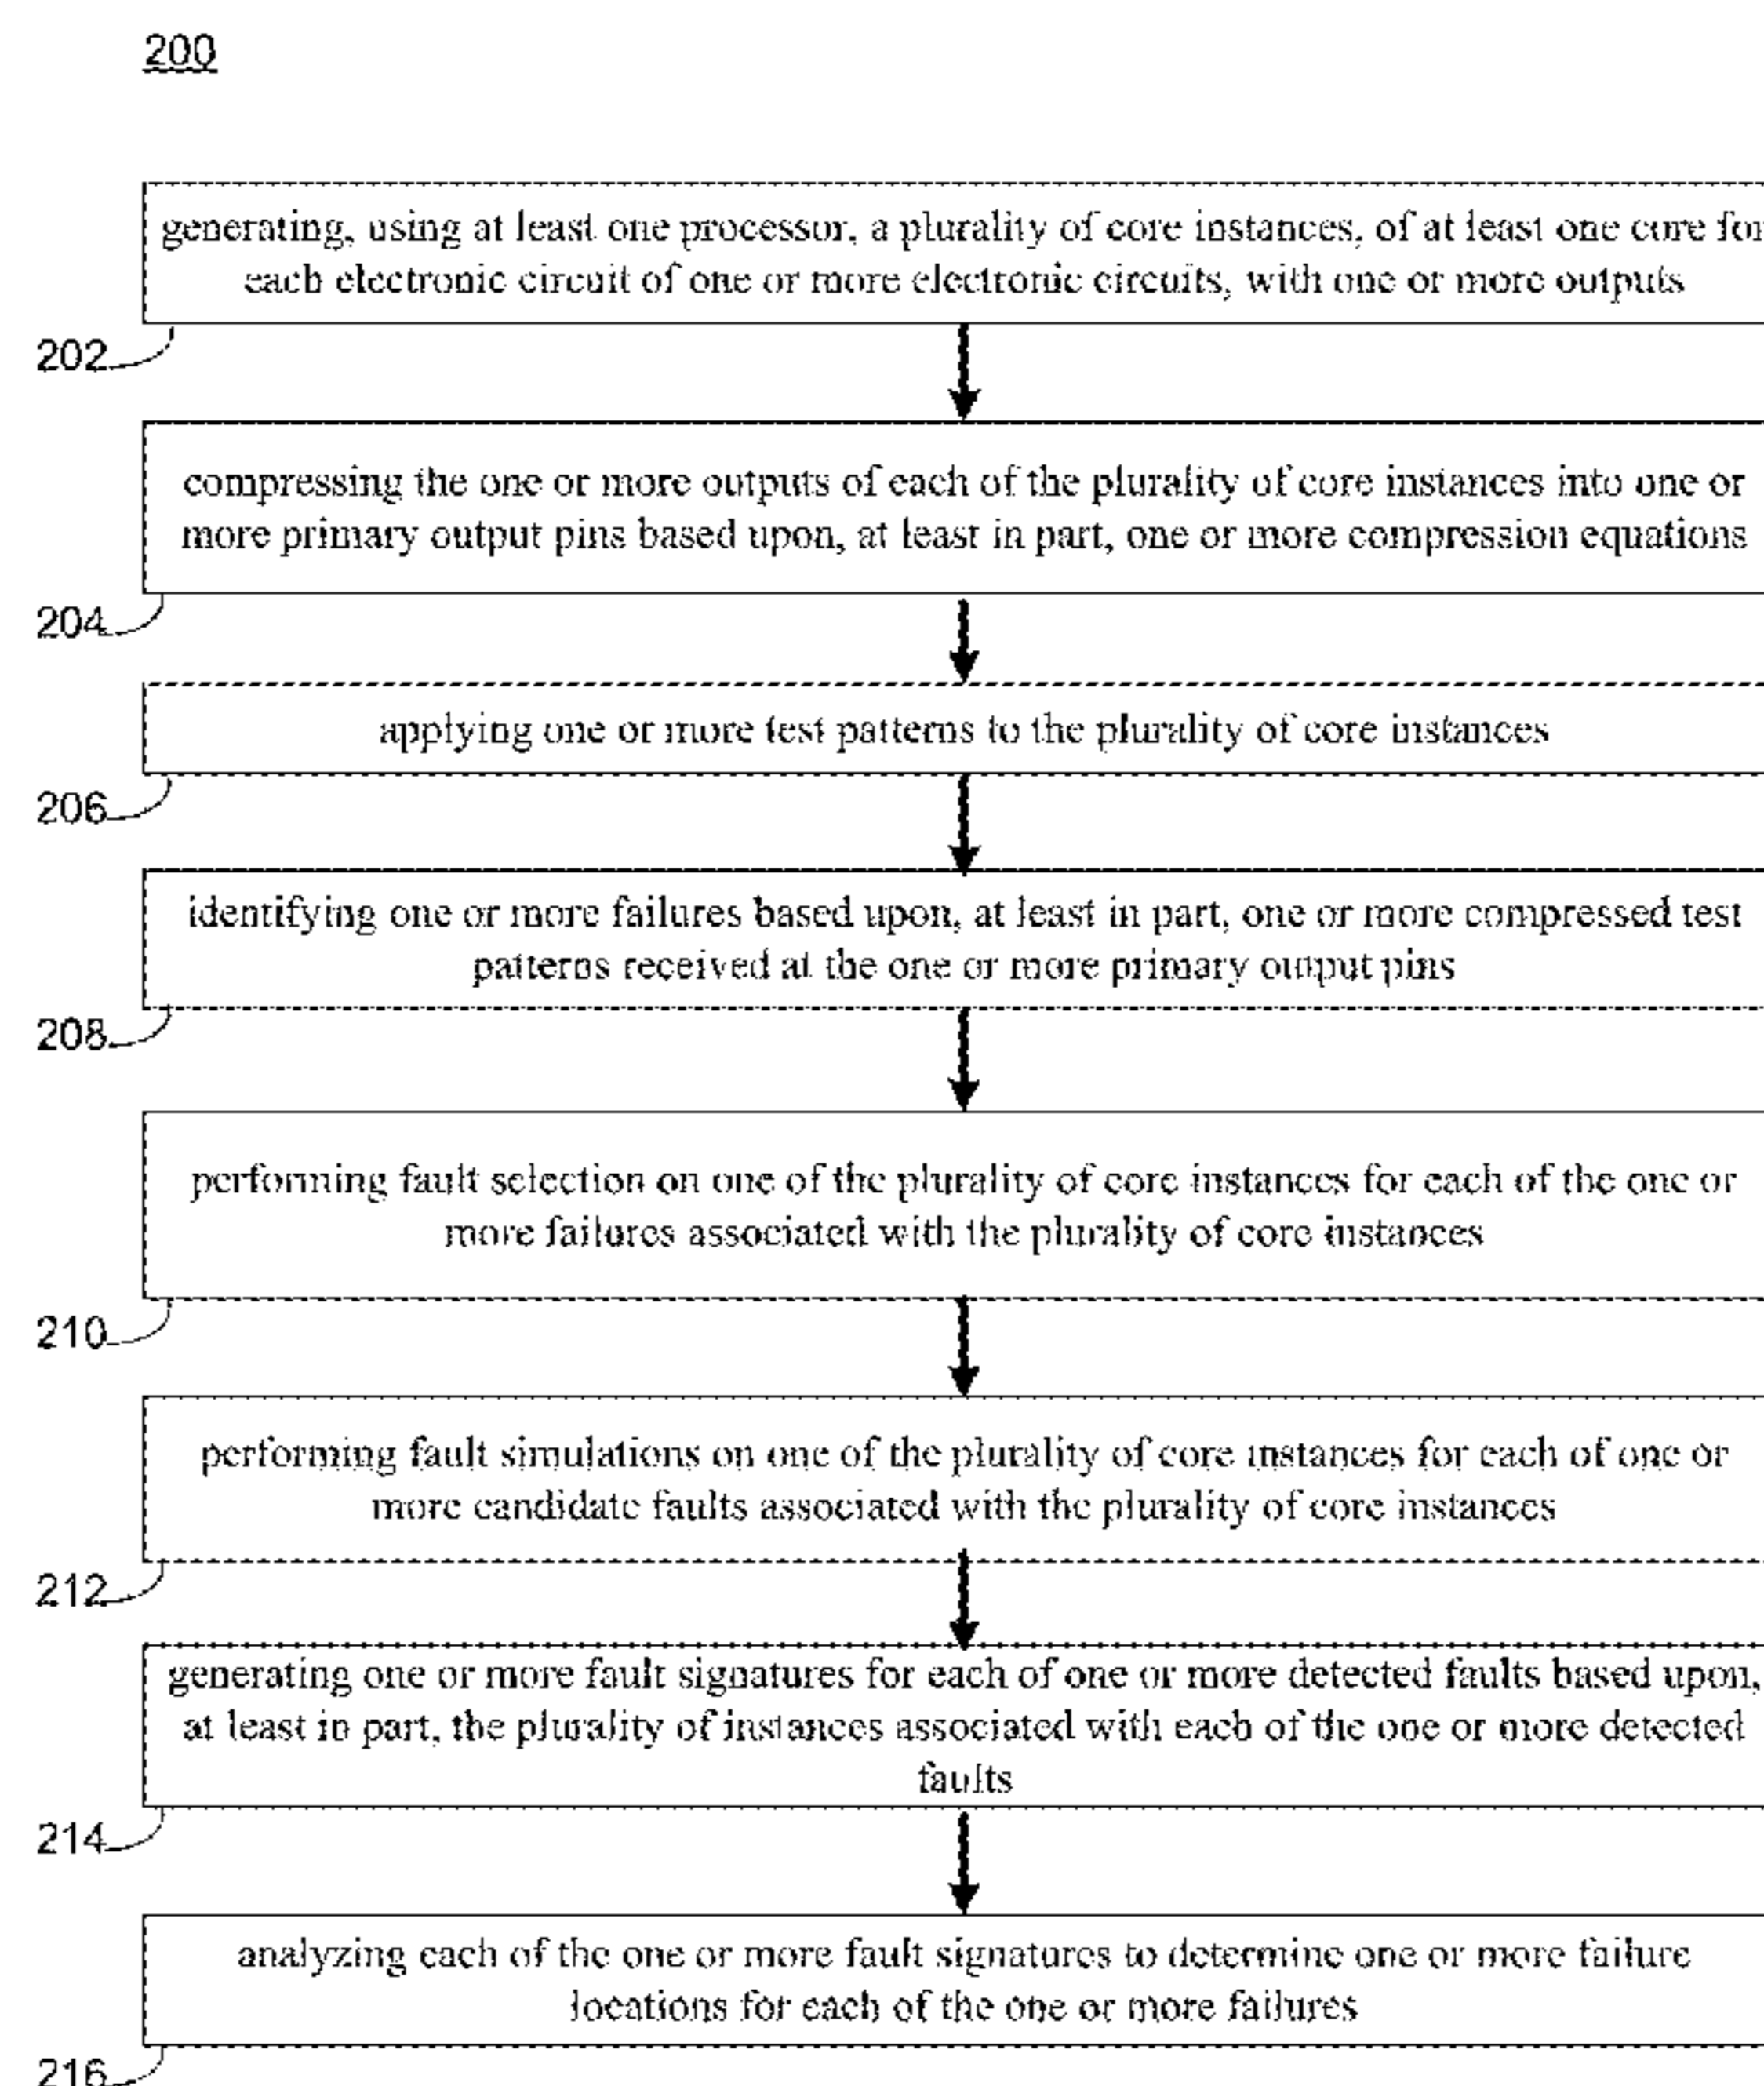 200
generating, using at least one processor, a plurality of core instances, of at least one core for
each electronic circuit of one or more electronic circuits, with one or more outputs
202
compressing the one or more outputs of each of the plurality of core instances into one or
more primary output pins based upon, at least in part, one or more compression equations
204
applying one or more test patterns to the plurality of core instances
206
identifying one or more failures based upon, at least in part, one or more compressed test
patterns received at the one or more primary output pins
208
performing fault selection on one of the plurality of core instances for each of the one or
more failures associated with the plurality of core instances
210
performing fault simulations on one of the plurality of core instances for each of one or
more candidate faults associated with the plurality of core instances
212
generating one or more fault signatures for each of one or more detected faults based upon,
at least in part, the plurality of instances associated with each of the one or more detected
faults
214
analyzing each of the one or more fault signatures to determine one or more failure
locations for each of the one or more failures
216